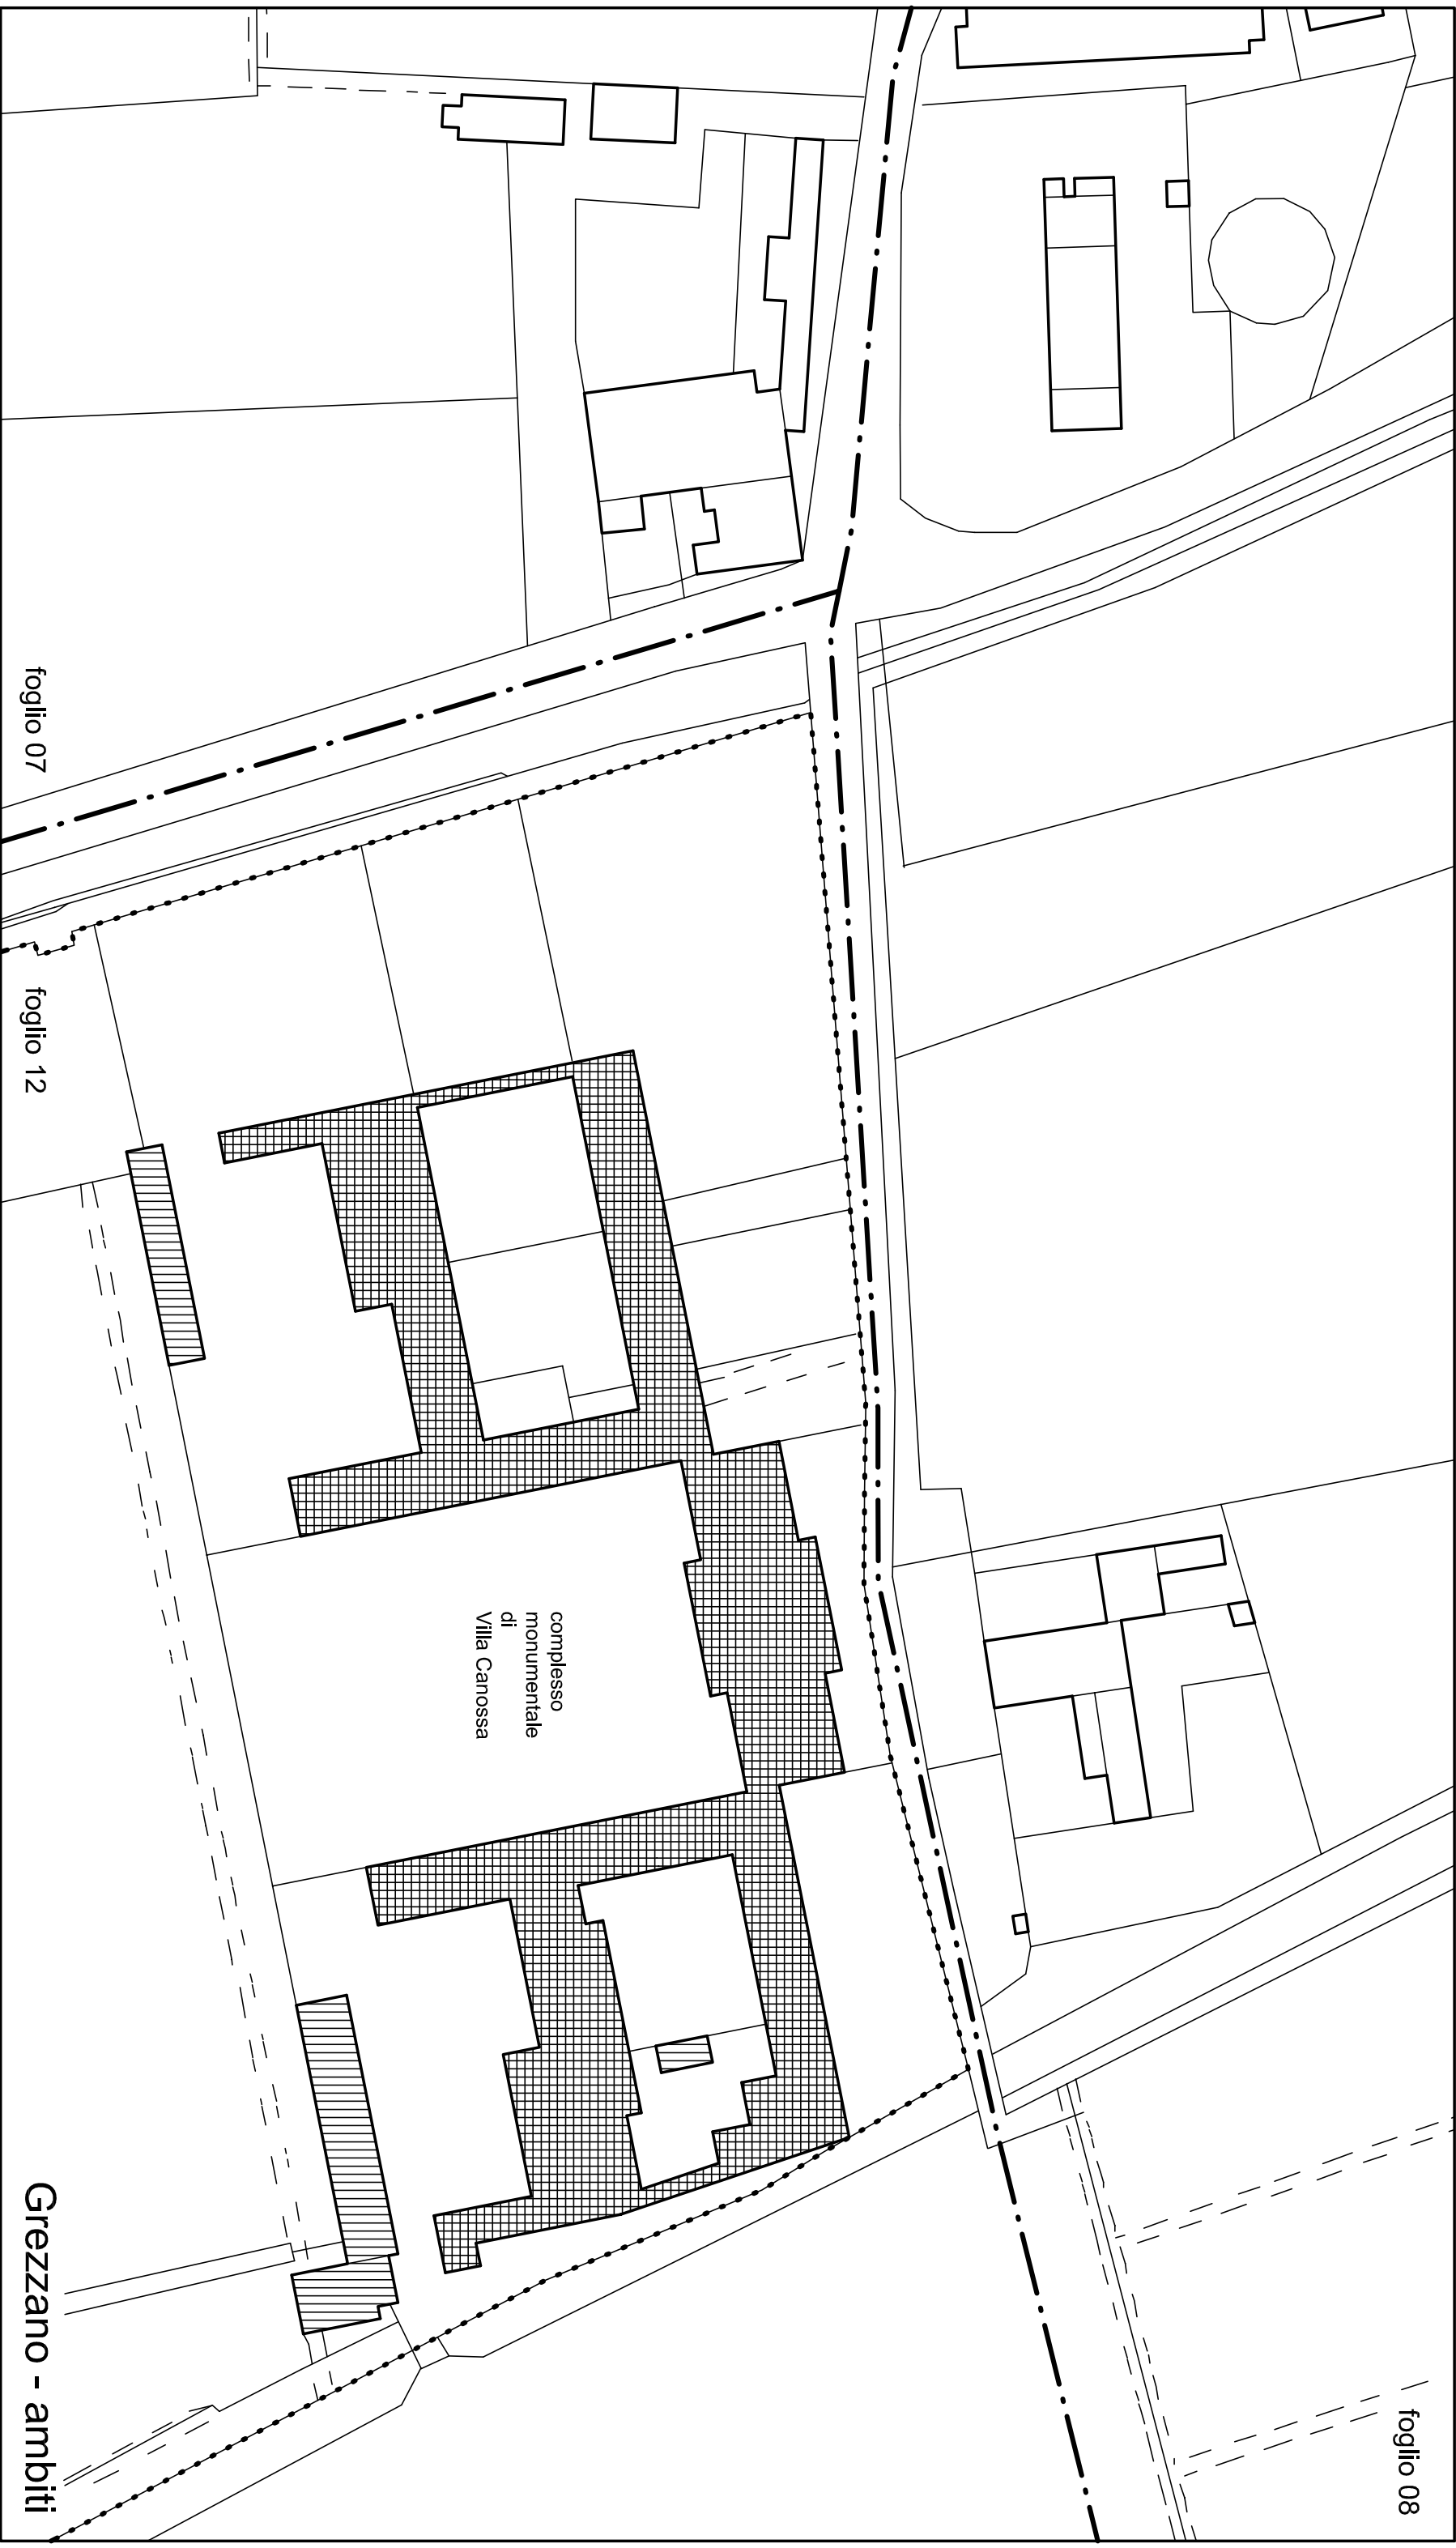 foglio 08
complesso
monumentale
di
Villa Canossa
foglio 07
foglio 12
Grezzano - ambiti